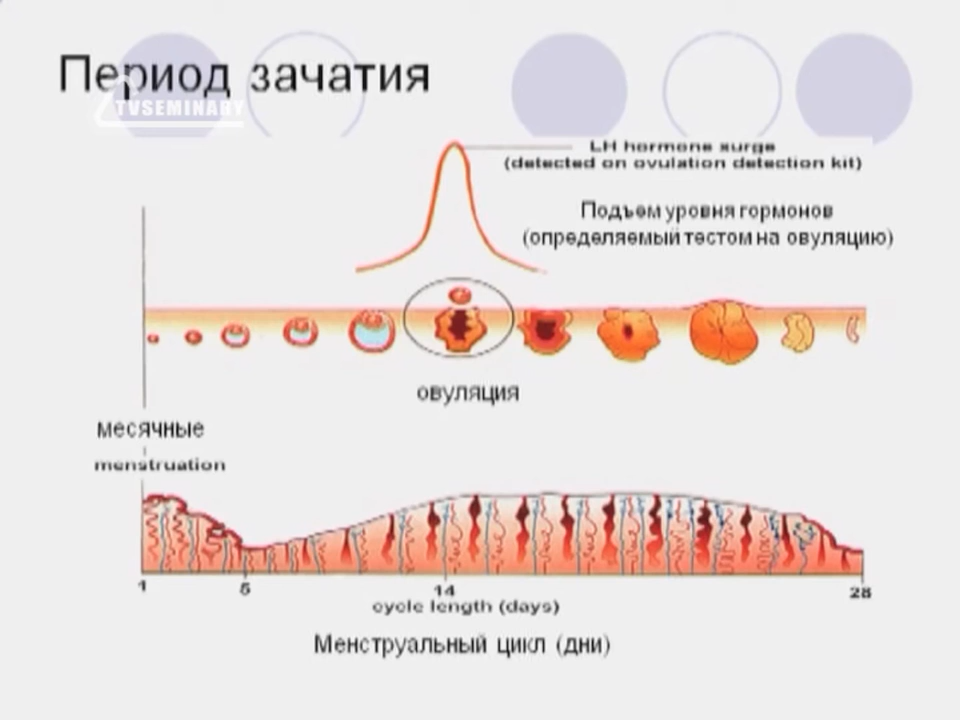 Период зачатия
TVSEMINARY
LH hormone surge
(detected on ovulation detection kit)
Подъем уровня гормонов
(определяемый тестом на овуляцию)
овуляция
месячные
menstruation
1 5 14 28
cycle length (days)
Менструальный цикл (дни)